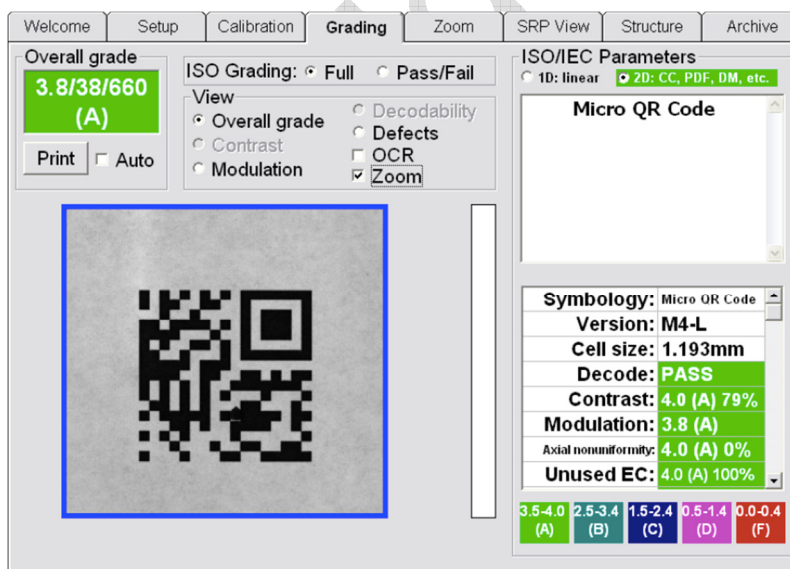 Welcome Setup Calibration Grading Zoom SRP View Structure Archive
Overall grade
3.8/38/660
(A)
Print Auto
ISO Grading: Full Pass/Fail
View
Overall grade
Contrast
Modulation
Decodability
Defects
OCR
Zoom
ISO/IEC Parameters
1D: linear 2D: CC, PDF, DM, etc.
Micro QR Code
Symbology: Micro QR Code
Version: M4-L
Cell size: 1.193mm
Decode: PASS
Contrast: 4.0 (A) 79%
Modulation: 3.8 (A)
Axial nonuniformity: 4.0 (A) 0%
Unused EC: 4.0 (A) 100%
3.5-4.0 2.5-3.4 1.5-2.4 0.5-1.4 0.0-0.4
(A) (B) (C) (D) (F)